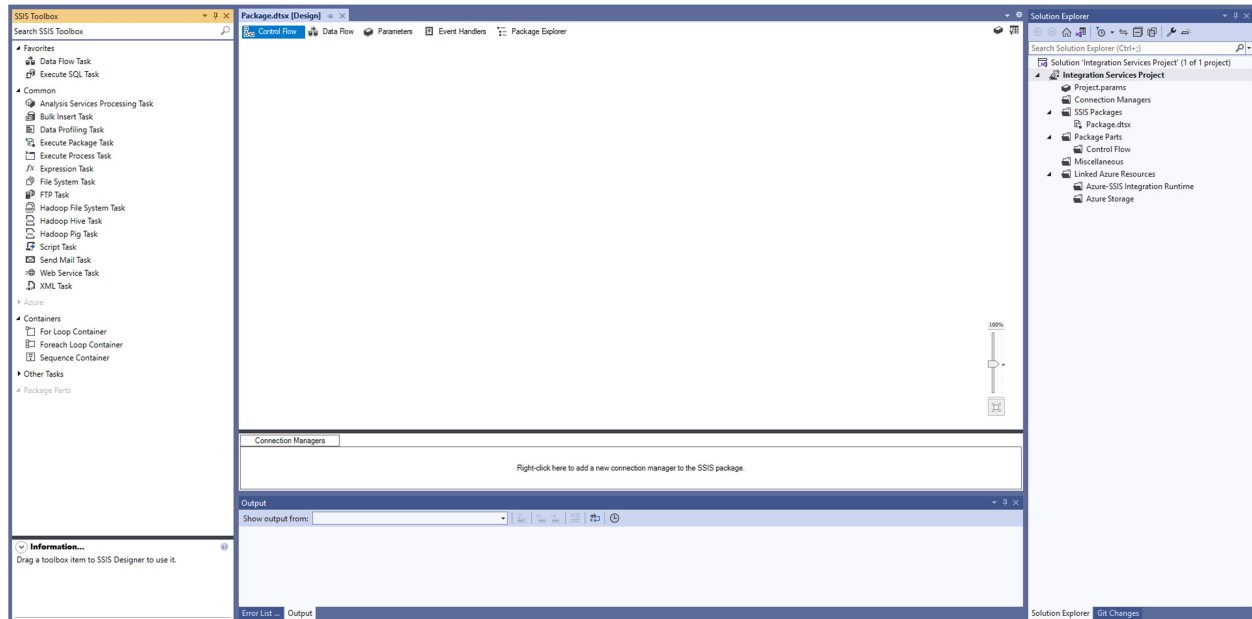 SSIS Toolbox
Search SSIS Toolbox
Favorites
Data Flow Task
Execute SQL Task
Common
Analysis Services Processing Task
Bulk Insert Task
Data Profiling Task
Execute Package Task
Execute Process Task
Expression Task
File System Task
FTP Task
Hadoop File System Task
Hadoop Hive Task
Hadoop Pig Task
Script Task
Send Mail Task
Web Service Task
XML Task
Azure
Containers
For Loop Container
Foreach Loop Container
Sequence Container
Other Tasks
Package Parts
Information...
Drag a toolbox item to SSIS Designer to use it.
Package.dtsx [Design]
Control Flow Data Flow Parameters Event Handlers Package Explorer
100%
Connection Managers
Right-click here to add a new connection manager to the SSIS package.
Output
Show output from:
Error List ... Output
Solution Explorer
Search Solution Explorer (Ctrl+;)
Solution 'Integration Services Project' (1 of 1 project)
Integration Services Project
Project.params
Connection Managers
SSIS Packages
Package.dtsx
Package Parts
Control Flow
Miscellaneous
Linked Azure Resources
Azure-SSIS Integration Runtime
Azure Storage
Solution Explorer Git Changes